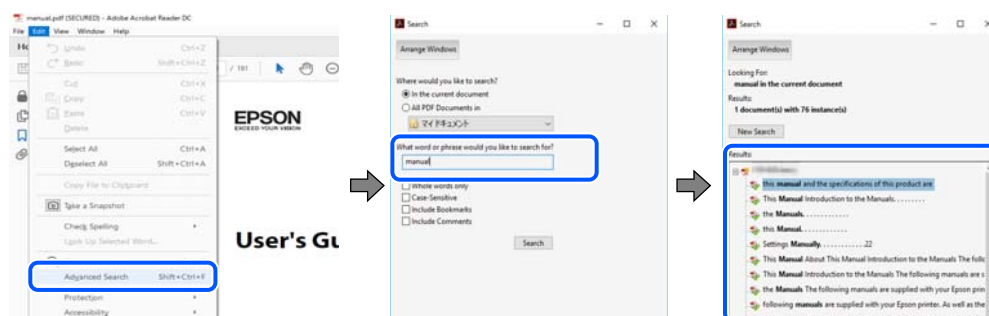 manual.pdf (SECURED) - Adobe Acrobat Reader DC
File Edit View Window Help
Undo Ctrl+Z
Shift+Ctrl+Z
Cut Ctrl+X
Copy Ctrl+C
Paste Ctrl+V
Delete
Select All Ctrl+A
Deselect All Shift+Ctrl+A
Copy File to Clipboard
Take a Snapshot
Check Spelling
Look Up Selected Word...
Advanced Search Shift+Ctrl+F
Protection
Accessibility
/ 181
EPSON
EXCEED YOUR VISION
User's Gu
Search
Arrange Windows
Where would you like to search?
In the current document
All PDF Documents in
マイドキュメント
What word or phrase would you like to search for?
manual
Whole words only
Case-Sensitive
Include Bookmarks
Include Comments
Search
Search
Arrange Windows
Looking For:
manual in the current document
Results:
1 document(s) with 76 instance(s)
New Search
Results:
this manual and the specifications of this product are
This Manual Introduction to the Manuals. . . . . . . .
the Manuals. . . . . . . . . . . .
this Manual. . . . . . . . . . .
Settings Manually. . . . . . . . . . . .22
This Manual About This Manual Introduction to the Manuals The follo
This Manual Introduction to the Manuals The following manuals are s
the Manuals The following manuals are supplied with your Epson prin
following manuals are supplied with your Epson printer. As well as the